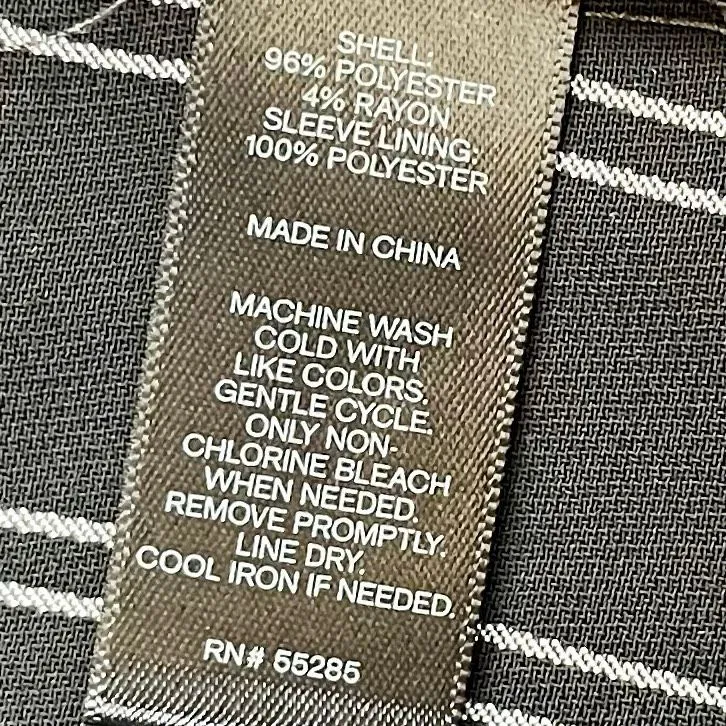 SHELL:
96% POLYESTER
4% RAYON
SLEEVE LINING:
100% POLYESTER
MADE IN CHINA
MACHINE WASH
COLD WITH
LIKE COLORS.
GENTLE CYCLE.
ONLY NON-
CHLORINE BLEACH
WHEN NEEDED.
REMOVE PROMPTLY.
LINE DRY.
COOL IRON IF NEEDED.
RN# 55285